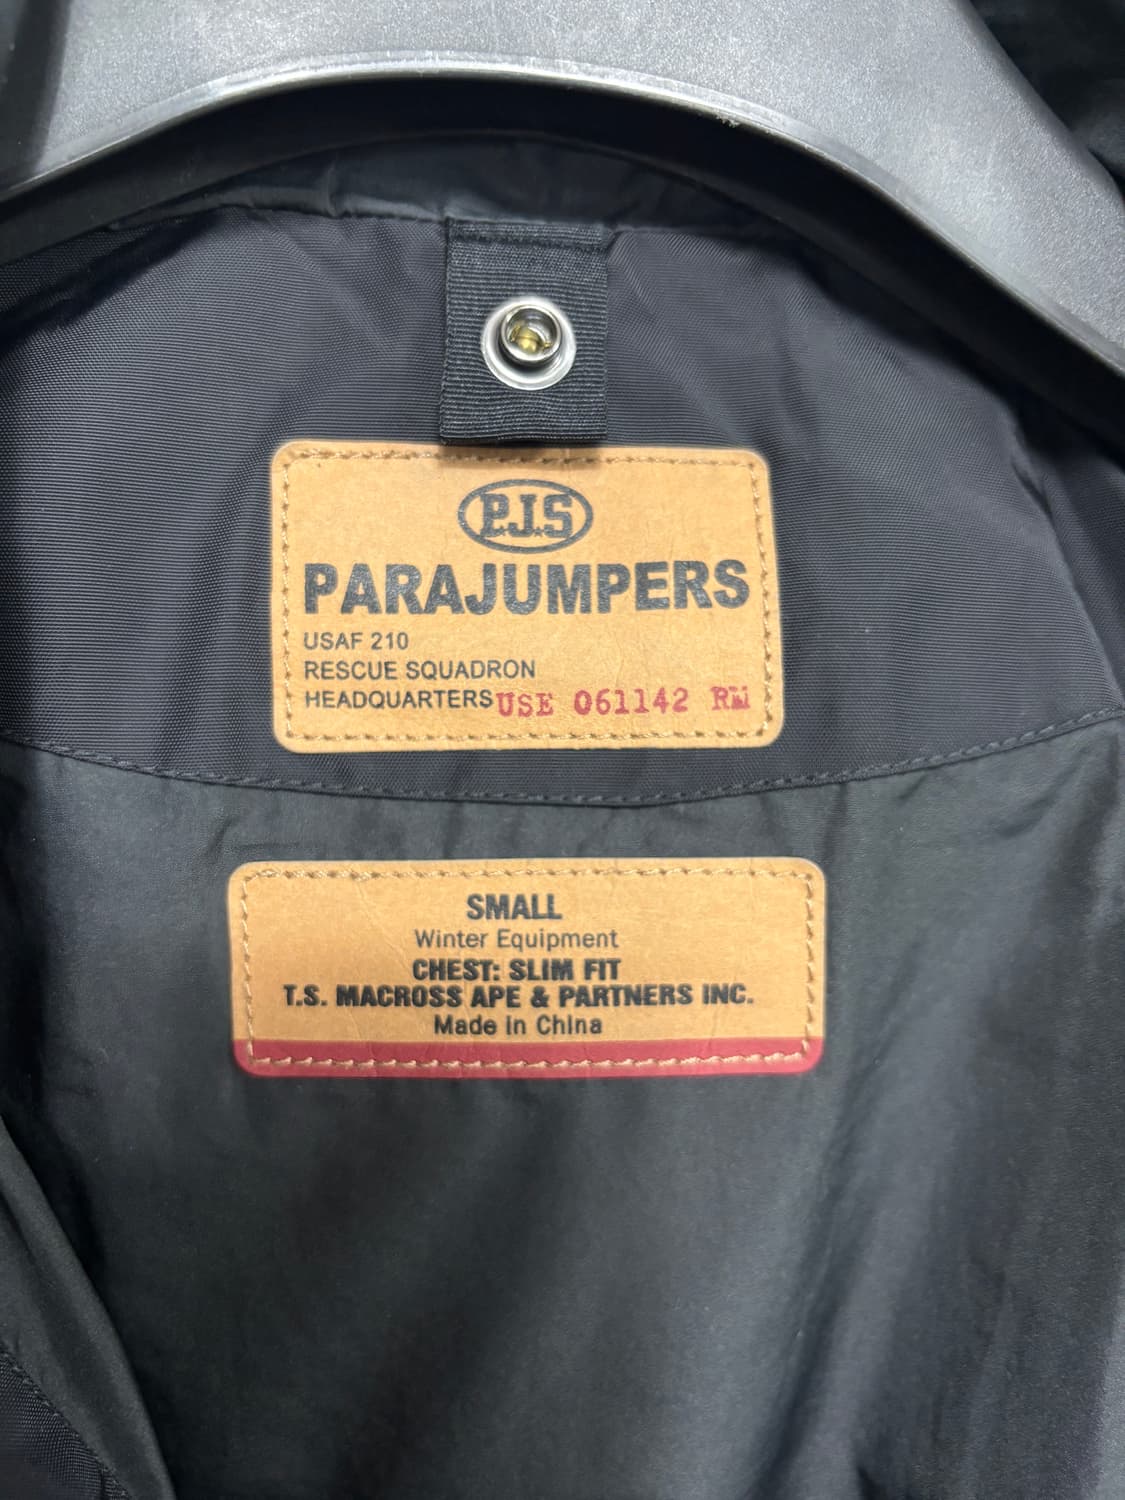 P.J.S
PARAJUMPERS
USAF 210
RESCUE SQUADRON
HEADQUARTERS USE 061142 RM
SMALL
Winter Equipment
CHEST: SLIM FIT
T.S. MACROSS APE & PARTNERS INC.
Made in China